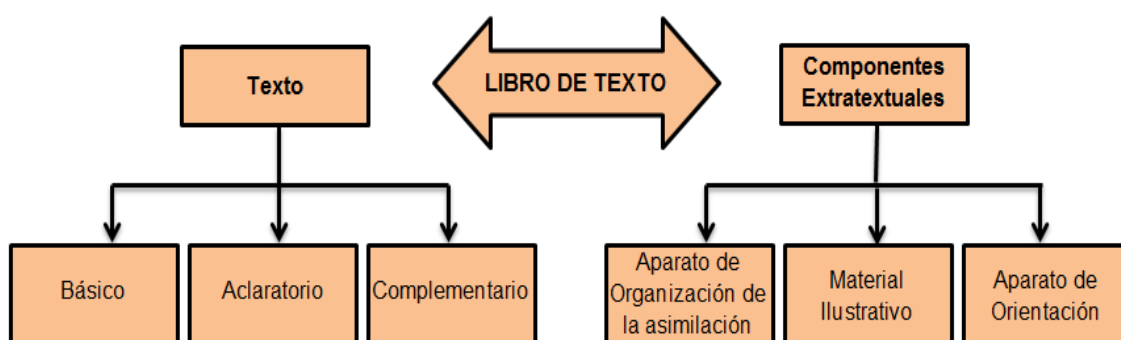 Texto
LIBRO DE TEXTO
Componentes
Extratextuales
Básico
Aclaratorio
Complementario
Aparato de
Organización de
la asimilación
Material
Ilustrativo
Aparato de
Orientación